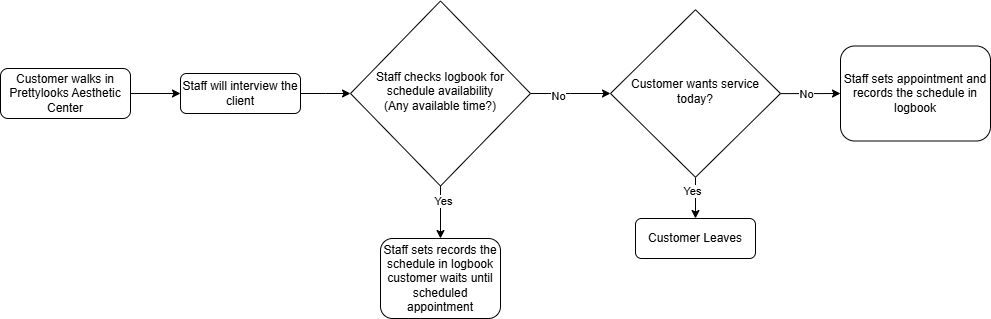 Customer walks in
Prettylooks Aesthetic
Center
Staff will interview the
client
Staff checks logbook for
schedule availability
(Any available time?)
No
Customer wants service
today?
No
Staff sets appointment and
records the schedule in
logbook
Yes
Staff sets records the
schedule in logbook
customer waits until
scheduled
appointment
Yes
Customer Leaves